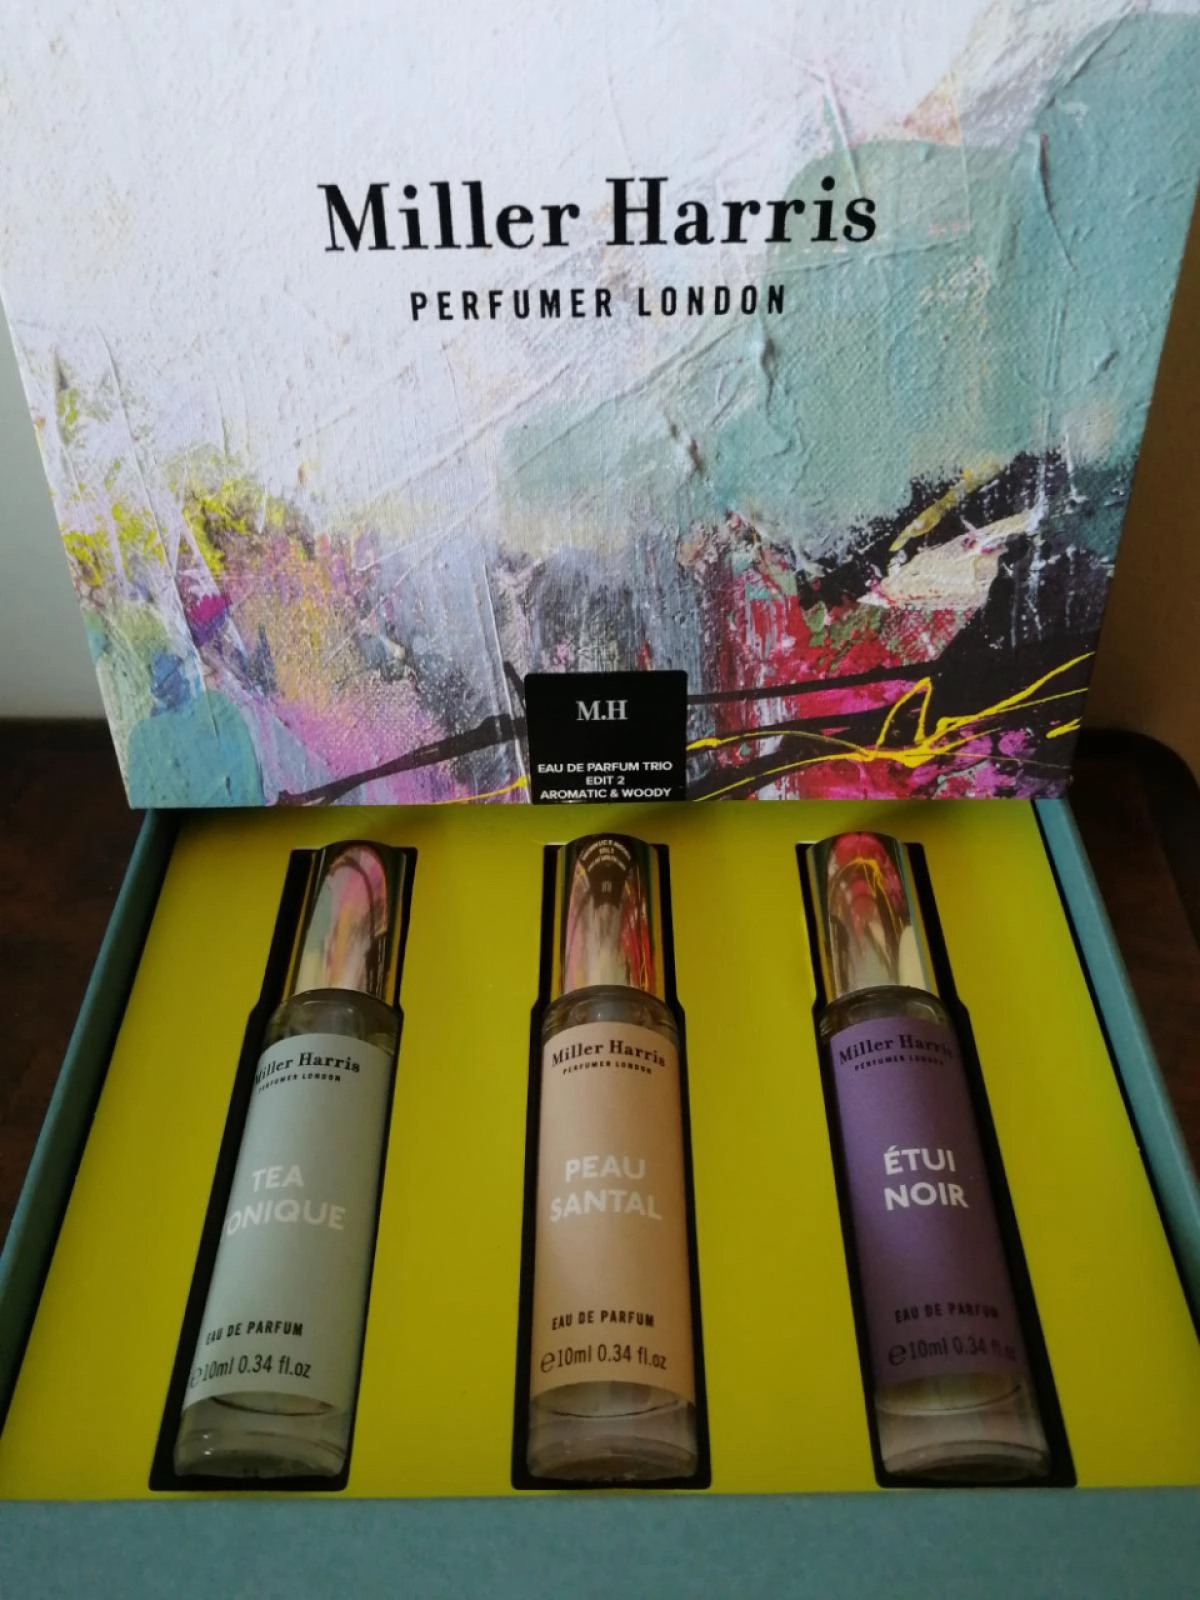 Miller Harris
PERFUMER LONDON
M.H
EAU DE PARFUM TRIO
EDIT 2
AROMATIC & WOODY
Miller Harris
PERFUMER LONDON
TEA
ONIQUE
EAU DE PARFUM
℮10ml 0.34 fl.oz
Miller Harris
PERFUMER LONDON
PEAU
SANTAL
EAU DE PARFUM
℮10ml 0.34 fl.oz
Miller Harris
PERFUMER LONDON
ÉTUI
NOIR
EAU DE PARFUM
℮10ml 0.34 fl.oz